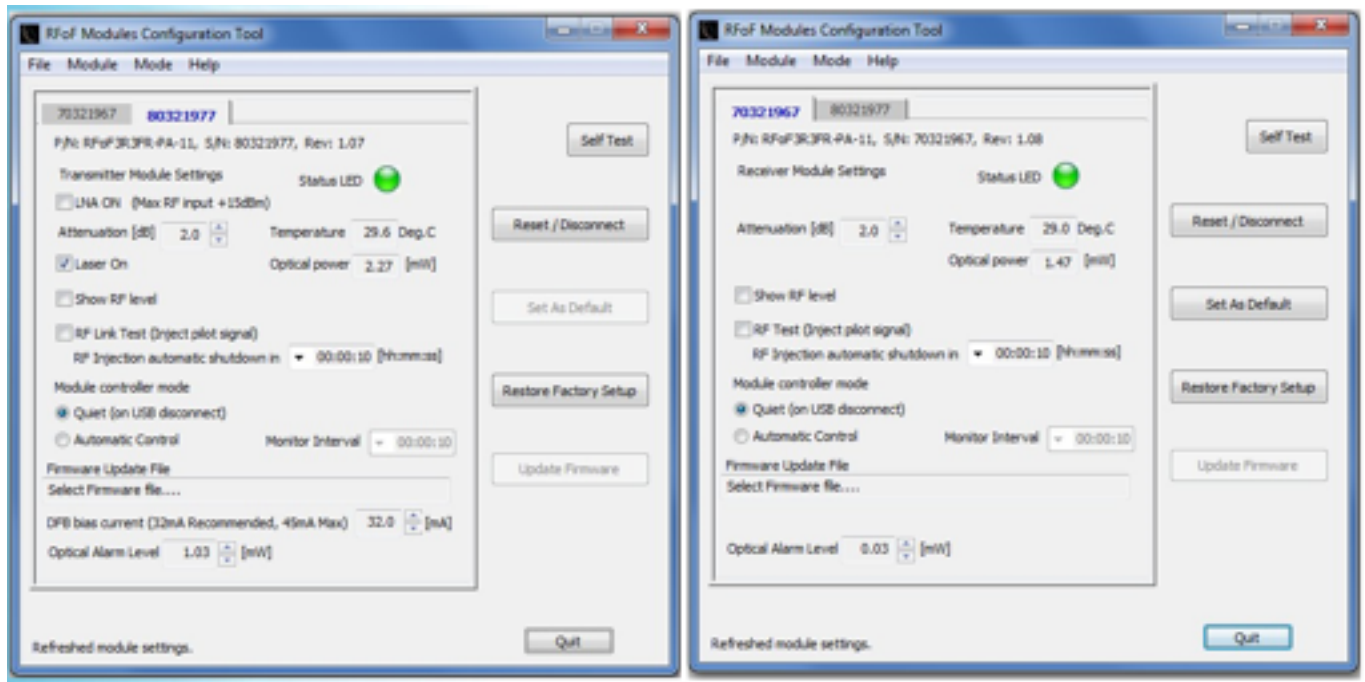 RFoF Modules Configuration Tool
File Module Mode Help
70321967 80321977
P/N: RFoF3R3FR-PA-11, S/N: 80321977, Rev: 1.07
Self Test
Transmitter Module Settings
Status LED
LNA ON (Max RF input +15dBm)
Attenuation [dB] 2.0
Temperature 29.6 Deg.C
Reset / Disconnect
Laser On
Optical power 2.27 [mW]
Show RF level
Set As Default
RF Link Test (Inject pilot signal)
RF Injection automatic shutdown in 00:00:10 [hh:mm:ss]
Module controller mode
Restore Factory Setup
Quiet (on USB disconnect)
Automatic Control
Monitor Interval 00:00:10
Firmware Update File
Update Firmware
Select Firmware file....
DFB bias current (32mA Recommended, 45mA Max) 32.0 [mA]
Optical Alarm Level 1.03 [mW]
Refreshed module settings.
Quit
RFoF Modules Configuration Tool
File Module Mode Help
70321967 80321977
P/N: RFoF3R3FR-PA-11, S/N: 70321967, Rev: 1.08
Self Test
Receiver Module Settings
Status LED
Attenuation [dB] 2.0
Temperature 29.0 Deg.C
Reset / Disconnect
Optical power 1.47 [mW]
Show RF level
Set As Default
RF Test (Inject pilot signal)
RF Injection automatic shutdown in 00:00:10 [hh:mm:ss]
Module controller mode
Restore Factory Setup
Quiet (on USB disconnect)
Automatic Control
Monitor Interval 00:00:10
Firmware Update File
Update Firmware
Select Firmware file....
Optical Alarm Level 0.03 [mW]
Refreshed module settings.
Quit